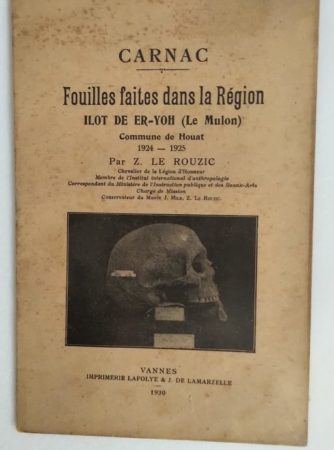 CARNAC
Fouilles faites dans la Région
ILOT DE ER-YOH (Le Mulon)
Commune de Houat
1924 — 1925
Par Z. LE ROUZIC
Chevalier de la Légion d'Honneur
Membre de l'Institut international d'anthropologie
Correspondant du Ministère de l'Instruction publique et des Beaux-Arts
Chargé de Mission
Conservateur du Musée J. Miln, Z. Le Rouzic.
VANNES
IMPRIMERIE LAFOLYE & J. DE LAMARZELLE
1930